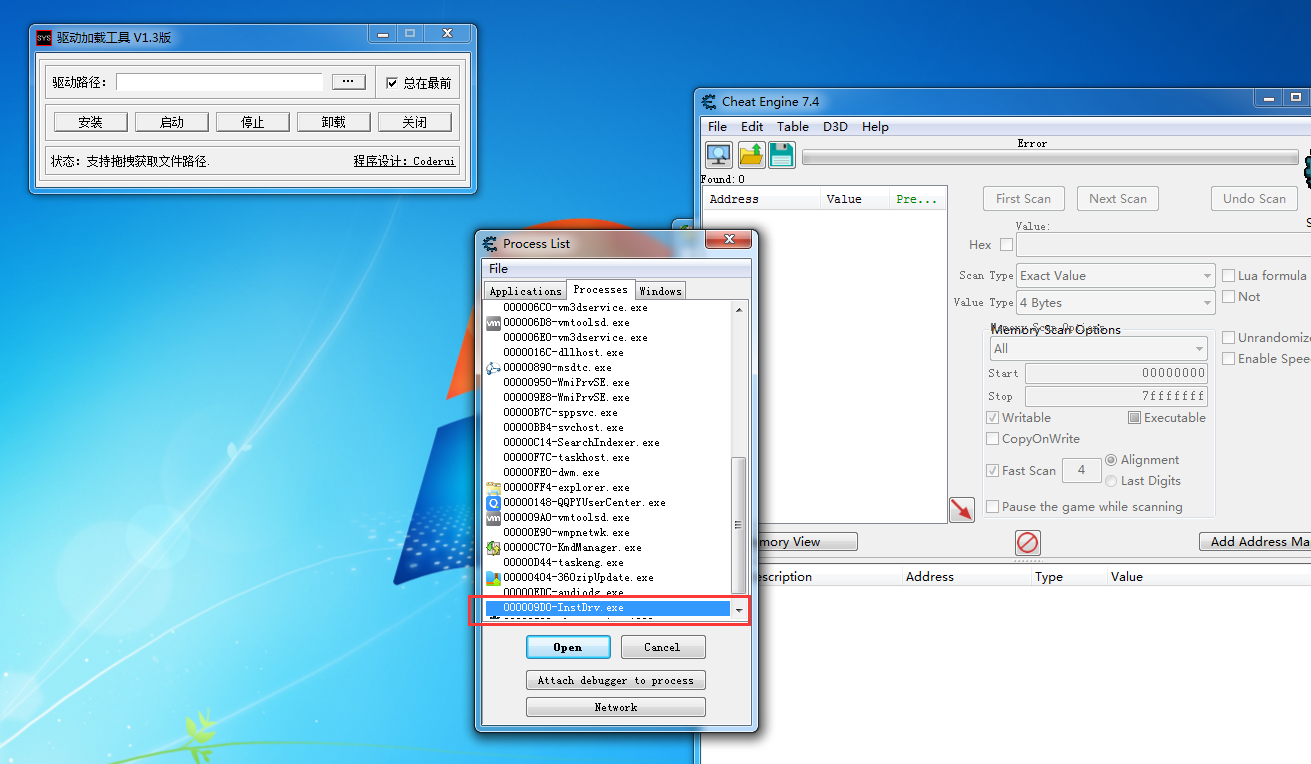 SYS 驱动加载工具 V1.3版
驱动路径:
...
总在最前
安装 启动 停止 卸载 关闭
状态: 支持拖拽获取文件路径.
程序设计: Coderui
Cheat Engine 7.4
File Edit Table D3D Help
Error
Found: 0
Address Value Pre...
First Scan Next Scan Undo Scan
Value:
Hex
Scan Type Exact Value
Lua formula
Value Type 4 Bytes
Not
Memory Scan Options
All
Unrandomize
Start 00000000
Enable Spee
Stop 7fffffff
Writable Executable
CopyOnWrite
Fast Scan 4
Alignment
Last Digits
Pause the game while scanning
mory View
Add Address Ma
escription Address Type Value
Process List
File
Applications Processes Windows
000006C0-vm3dservice.exe
vm 000006D8-vmtoolsd.exe
000006E0-vm3dservice.exe
0000016C-dllhost.exe
00000890-msdtc.exe
00000950-WmiPrvSE.exe
000009E8-WmiPrvSE.exe
00000B7C-sppsvc.exe
00000BB4-svchost.exe
00000C14-SearchIndexer.exe
00000F7C-taskhost.exe
00000FE0-dwm.exe
00000FF4-explorer.exe
00000148-QQPYUserCenter.exe
vm 000009A0-vmtoolsd.exe
00000E90-wmpnetwk.exe
00000C70-KmdManager.exe
00000D44-taskeng.exe
00000404-360zipUpdate.exe
00000EDC-audiodg.exe
000009D0-InstDrv.exe
Open Cancel
Attach debugger to process
Network